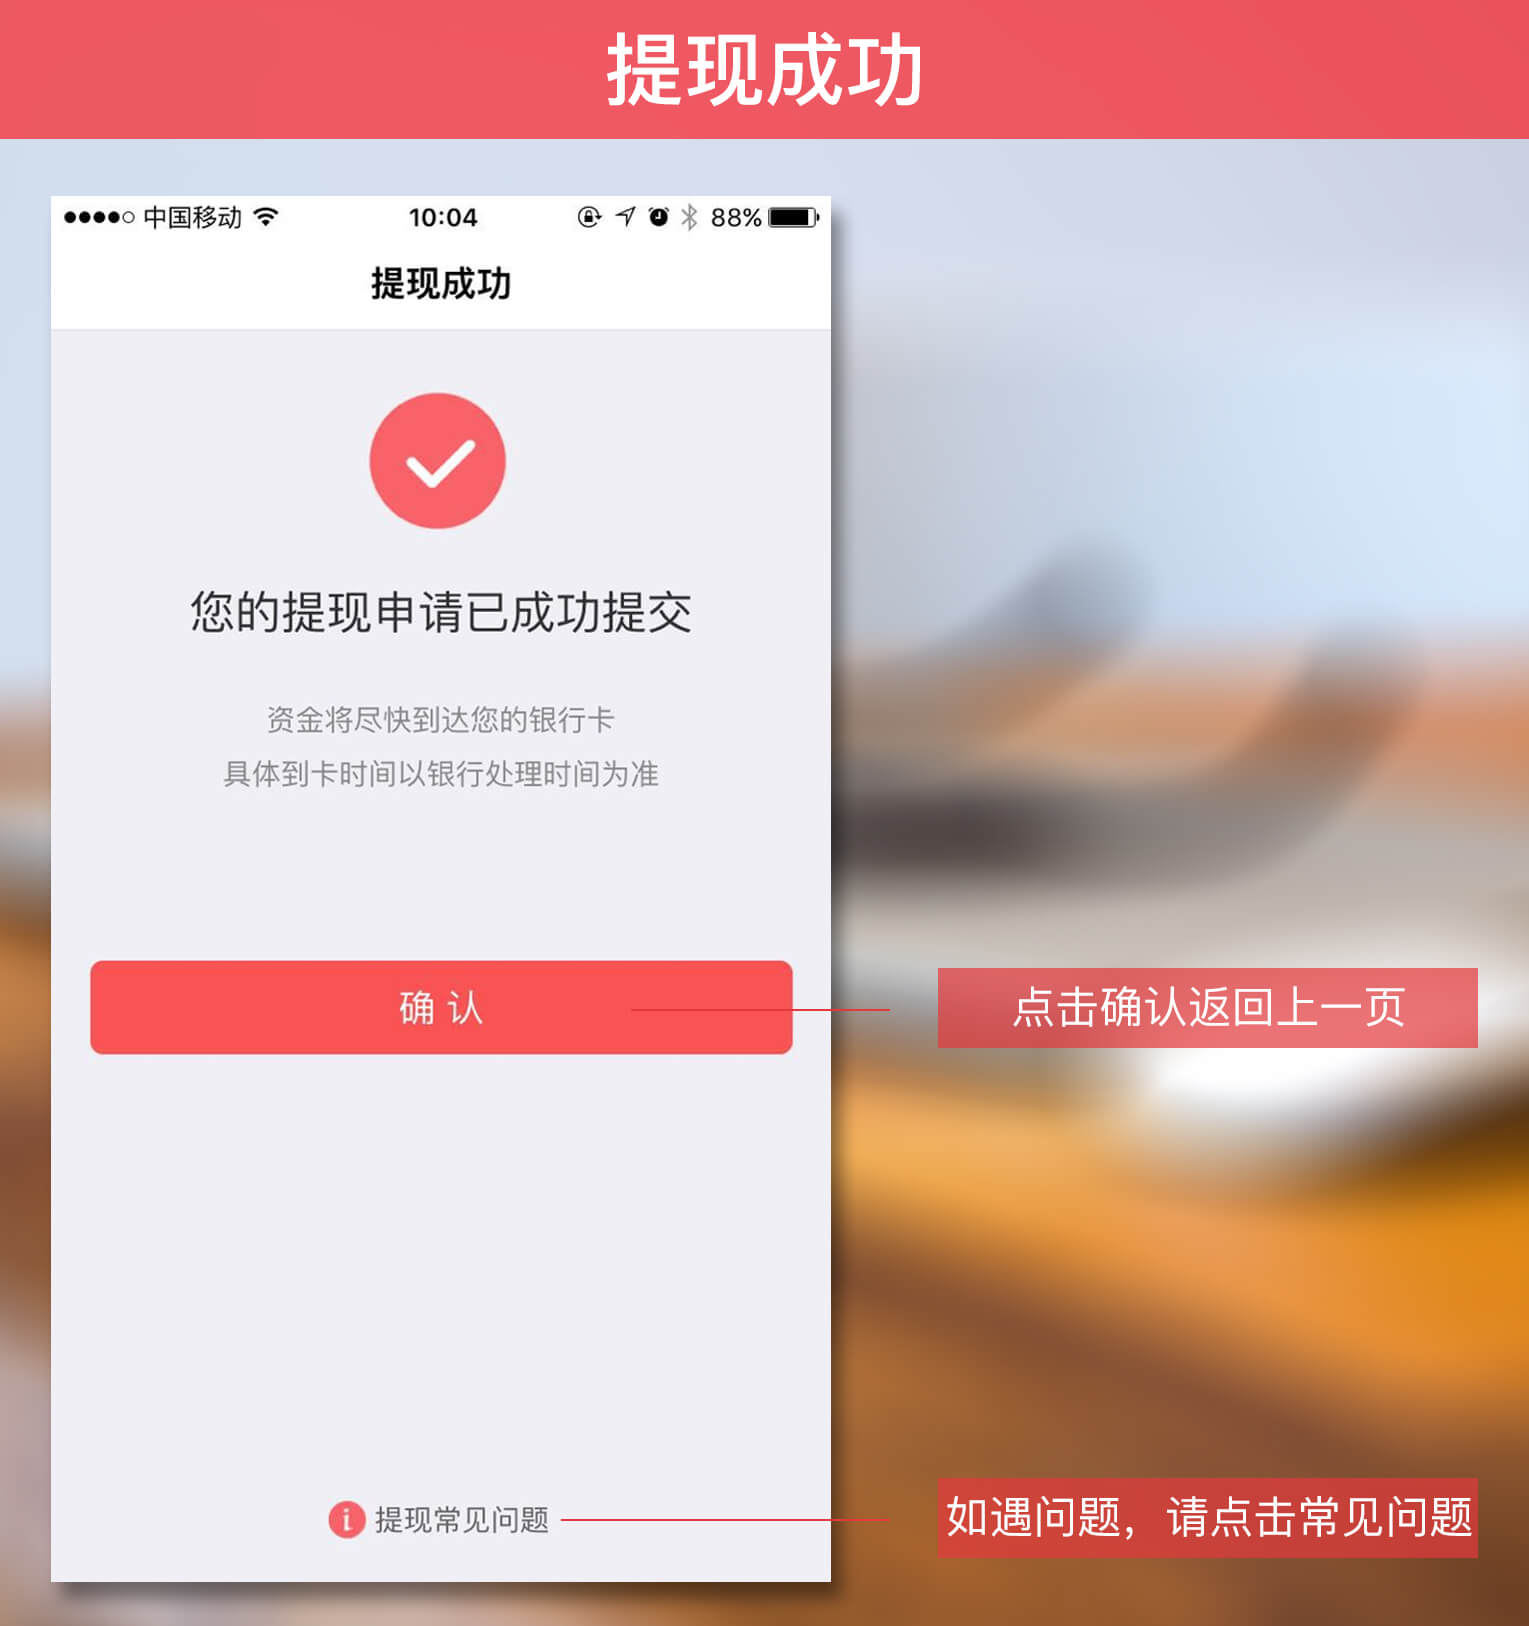 提现成功
中国移动 10:04 88%
提现成功
您的提现申请已成功提交
资金将尽快到达您的银行卡
具体到卡时间以银行处理时间为准
确认
点击确认返回上一页
提现常见问题
如遇问题，请点击常见问题